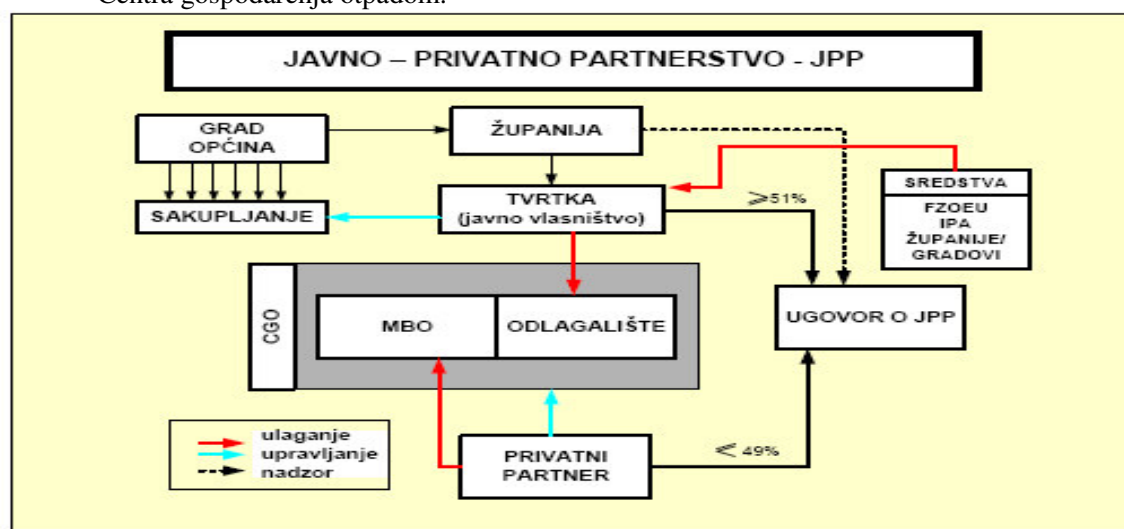 Centra gospodarenja otpadom.
JAVNO – PRIVATNO PARTNERSTVO - JPP
GRAD
OPĆINA
ŽUPANIJA
SREDSTVA
FZOEU
IPA
ŽUPANIJE/
GRADOVI
SAKUPLJANJE
TVRTKA
(javno vlasništvo)
⩾51%
CGO
MBO
ODLAGALIŠTE
UGOVOR O JPP
ulaganje
upravljanje
nadzor
PRIVATNI
PARTNER
< 49%